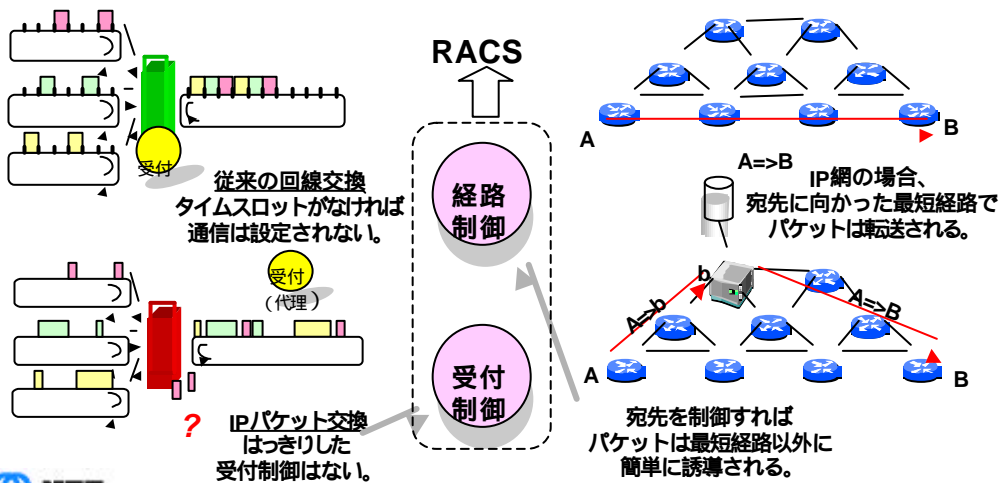 受付
従来の回線交換
タイムスロットがなければ
通信は設定されない。
受付
(代理)
?
IPパケット交換
はっきりした
受付制御はない。
RACS
経路
制御
受付
制御
A
B
A=>B
IP網の場合、
宛先に向かった最短経路で
パケットは転送される。
b
A=>b
A=>B
A
B
宛先を制御すれば
パケットは最短経路以外に
簡単に誘導される。